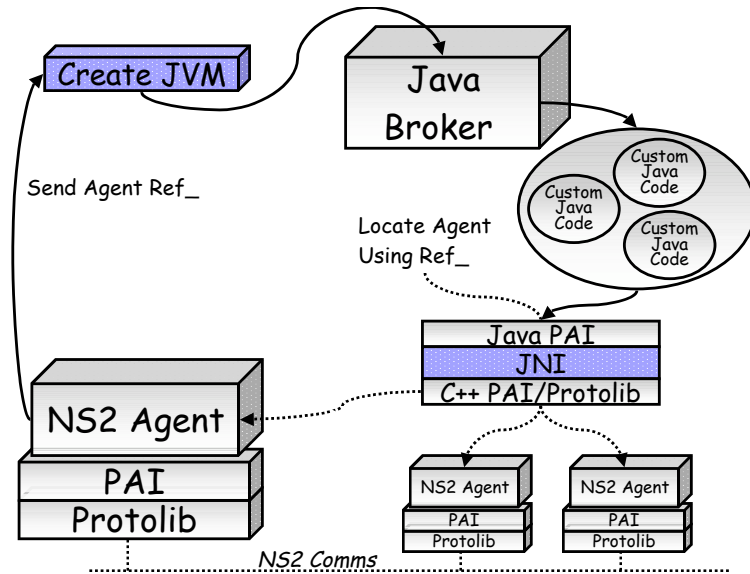 Create JVM
Java
Broker
Custom
Java
Code
Custom
Java
Code
Custom
Java
Code
Send Agent Ref_
Locate Agent
Using Ref_
Java PAI
JNI
C++ PAI/Protolib
NS2 Agent
PAI
Protolib
NS2 Agent
PAI
Protolib
NS2 Agent
PAI
Protolib
NS2 Comms